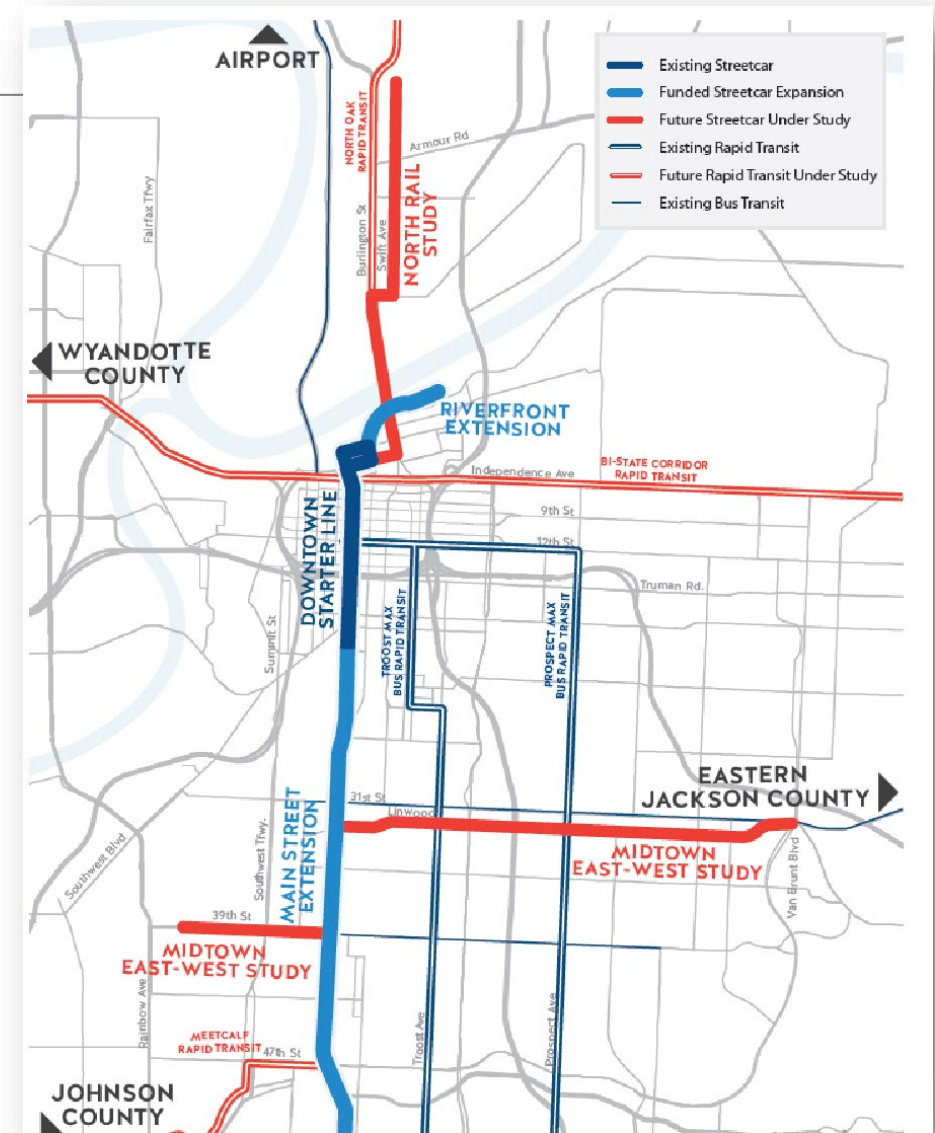 AIRPORT
Existing Streetcar
Funded Streetcar Expansion
Future Streetcar Under Study
Existing Rapid Transit
Future Rapid Transit Under Study
Existing Bus Transit
NORTH OAK
RAPID TRANSIT
Armour Rd
Fairfax Tfwy
Burlington St
Swift Ave
NORTH RAIL
STUDY
WYANDOTTE
COUNTY
RIVERFRONT
EXTENSION
Independence Ave
BI-STATE CORRIDOR
RAPID TRANSIT
9th St
12th St
DOWNTOWN
STARTER LINE
Truman Rd.
TROOST MAX
BUS RAPID TRANSIT
PROSPECT MAX
BUS RAPID TRANSIT
Summit St
EASTERN
JACKSON COUNTY
31st St
Linwood
MAIN STREET
EXTENSION
Southwest Blvd
Southwest Tfwy.
MIDTOWN
EAST-WEST STUDY
Van Brunt Blvd
39th St
MIDTOWN
EAST-WEST STUDY
Rainbow Ave
MEETCALF
RAPID TRANSIT
47th St
Troost Ave
Prospect Ave
JOHNSON
COUNTY